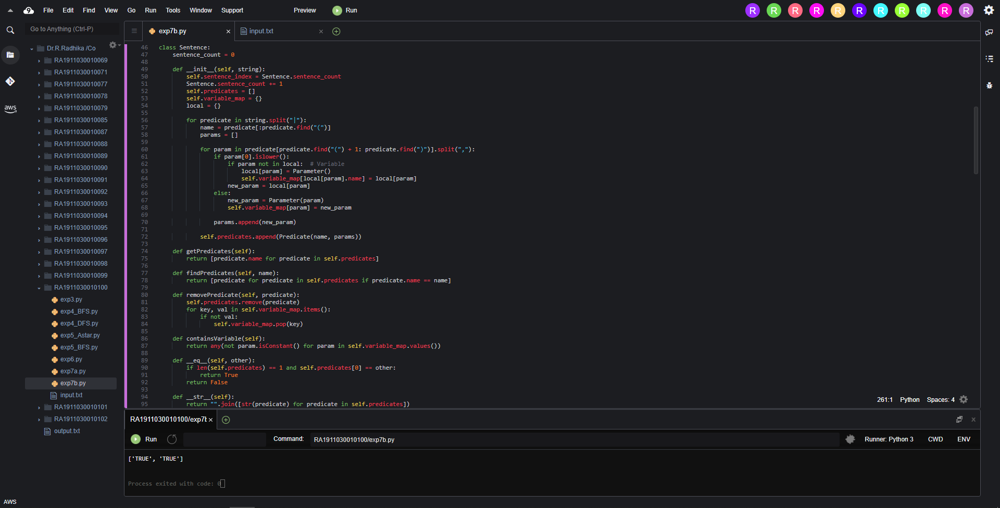 File Edit Find View Go Run Tools Window Support Preview Run R R R R R R R R R R R
Go to Anything (Ctrl-P)
exp7b.py × input.txt ×
Dr.R.Radhika /Co
RA1911030010069
RA1911030010071
RA1911030010077
RA1911030010078
RA1911030010079
RA1911030010085
RA1911030010087
RA1911030010088
RA1911030010089
RA1911030010090
RA1911030010091
RA1911030010092
RA1911030010093
RA1911030010094
RA1911030010095
RA1911030010096
RA1911030010097
RA1911030010098
RA1911030010099
RA1911030010100
exp3.py
exp4_BFS.py
exp4_DFS.py
exp5_Astar.py
exp5_BFS.py
exp6.py
exp7a.py
exp7b.py
input.txt
RA1911030010101
RA1911030010102
output.txt
aws
AWS
46 class Sentence:
47 sentence_count = 0
48
49 def __init__(self, string):
50 self.sentence_index = Sentence.sentence_count
51 Sentence.sentence_count += 1
52 self.predicates = []
53 self.variable_map = {}
54 local = {}
55
56 for predicate in string.split("|"):
57 name = predicate[:predicate.find("(")]
58 params = []
59
60 for param in predicate[predicate.find("(") + 1: predicate.find(")")].split(","):
61 if param[0].islower():
62 if param not in local:  # Variable
63 local[param] = Parameter()
64 self.variable_map[local[param].name] = local[param]
65 new_param = local[param]
66 else:
67 new_param = Parameter(param)
68 self.variable_map[param] = new_param
69
70 params.append(new_param)
71
72 self.predicates.append(Predicate(name, params))
73
74 def getPredicates(self):
75 return [predicate.name for predicate in self.predicates]
76
77 def findPredicates(self, name):
78 return [predicate for predicate in self.predicates if predicate.name == name]
79
80 def removePredicate(self, predicate):
81 self.predicates.remove(predicate)
82 for key, val in self.variable_map.items():
83 if not val:
84 self.variable_map.pop(key)
85
86 def containsVariable(self):
87 return any(not param.isConstant() for param in self.variable_map.values())
88
89 def __eq__(self, other):
90 if len(self.predicates) == 1 and self.predicates[0] == other:
91 return True
92 return False
93
94 def __str__(self):
95 return "".join([str(predicate) for predicate in self.predicates])
261:1 Python Spaces: 4
RA1911030010100/exp7b ×
Run Command: RA1911030010100/exp7b.py Runner: Python 3 CWD ENV
['TRUE', 'TRUE']
Process exited with code: 0